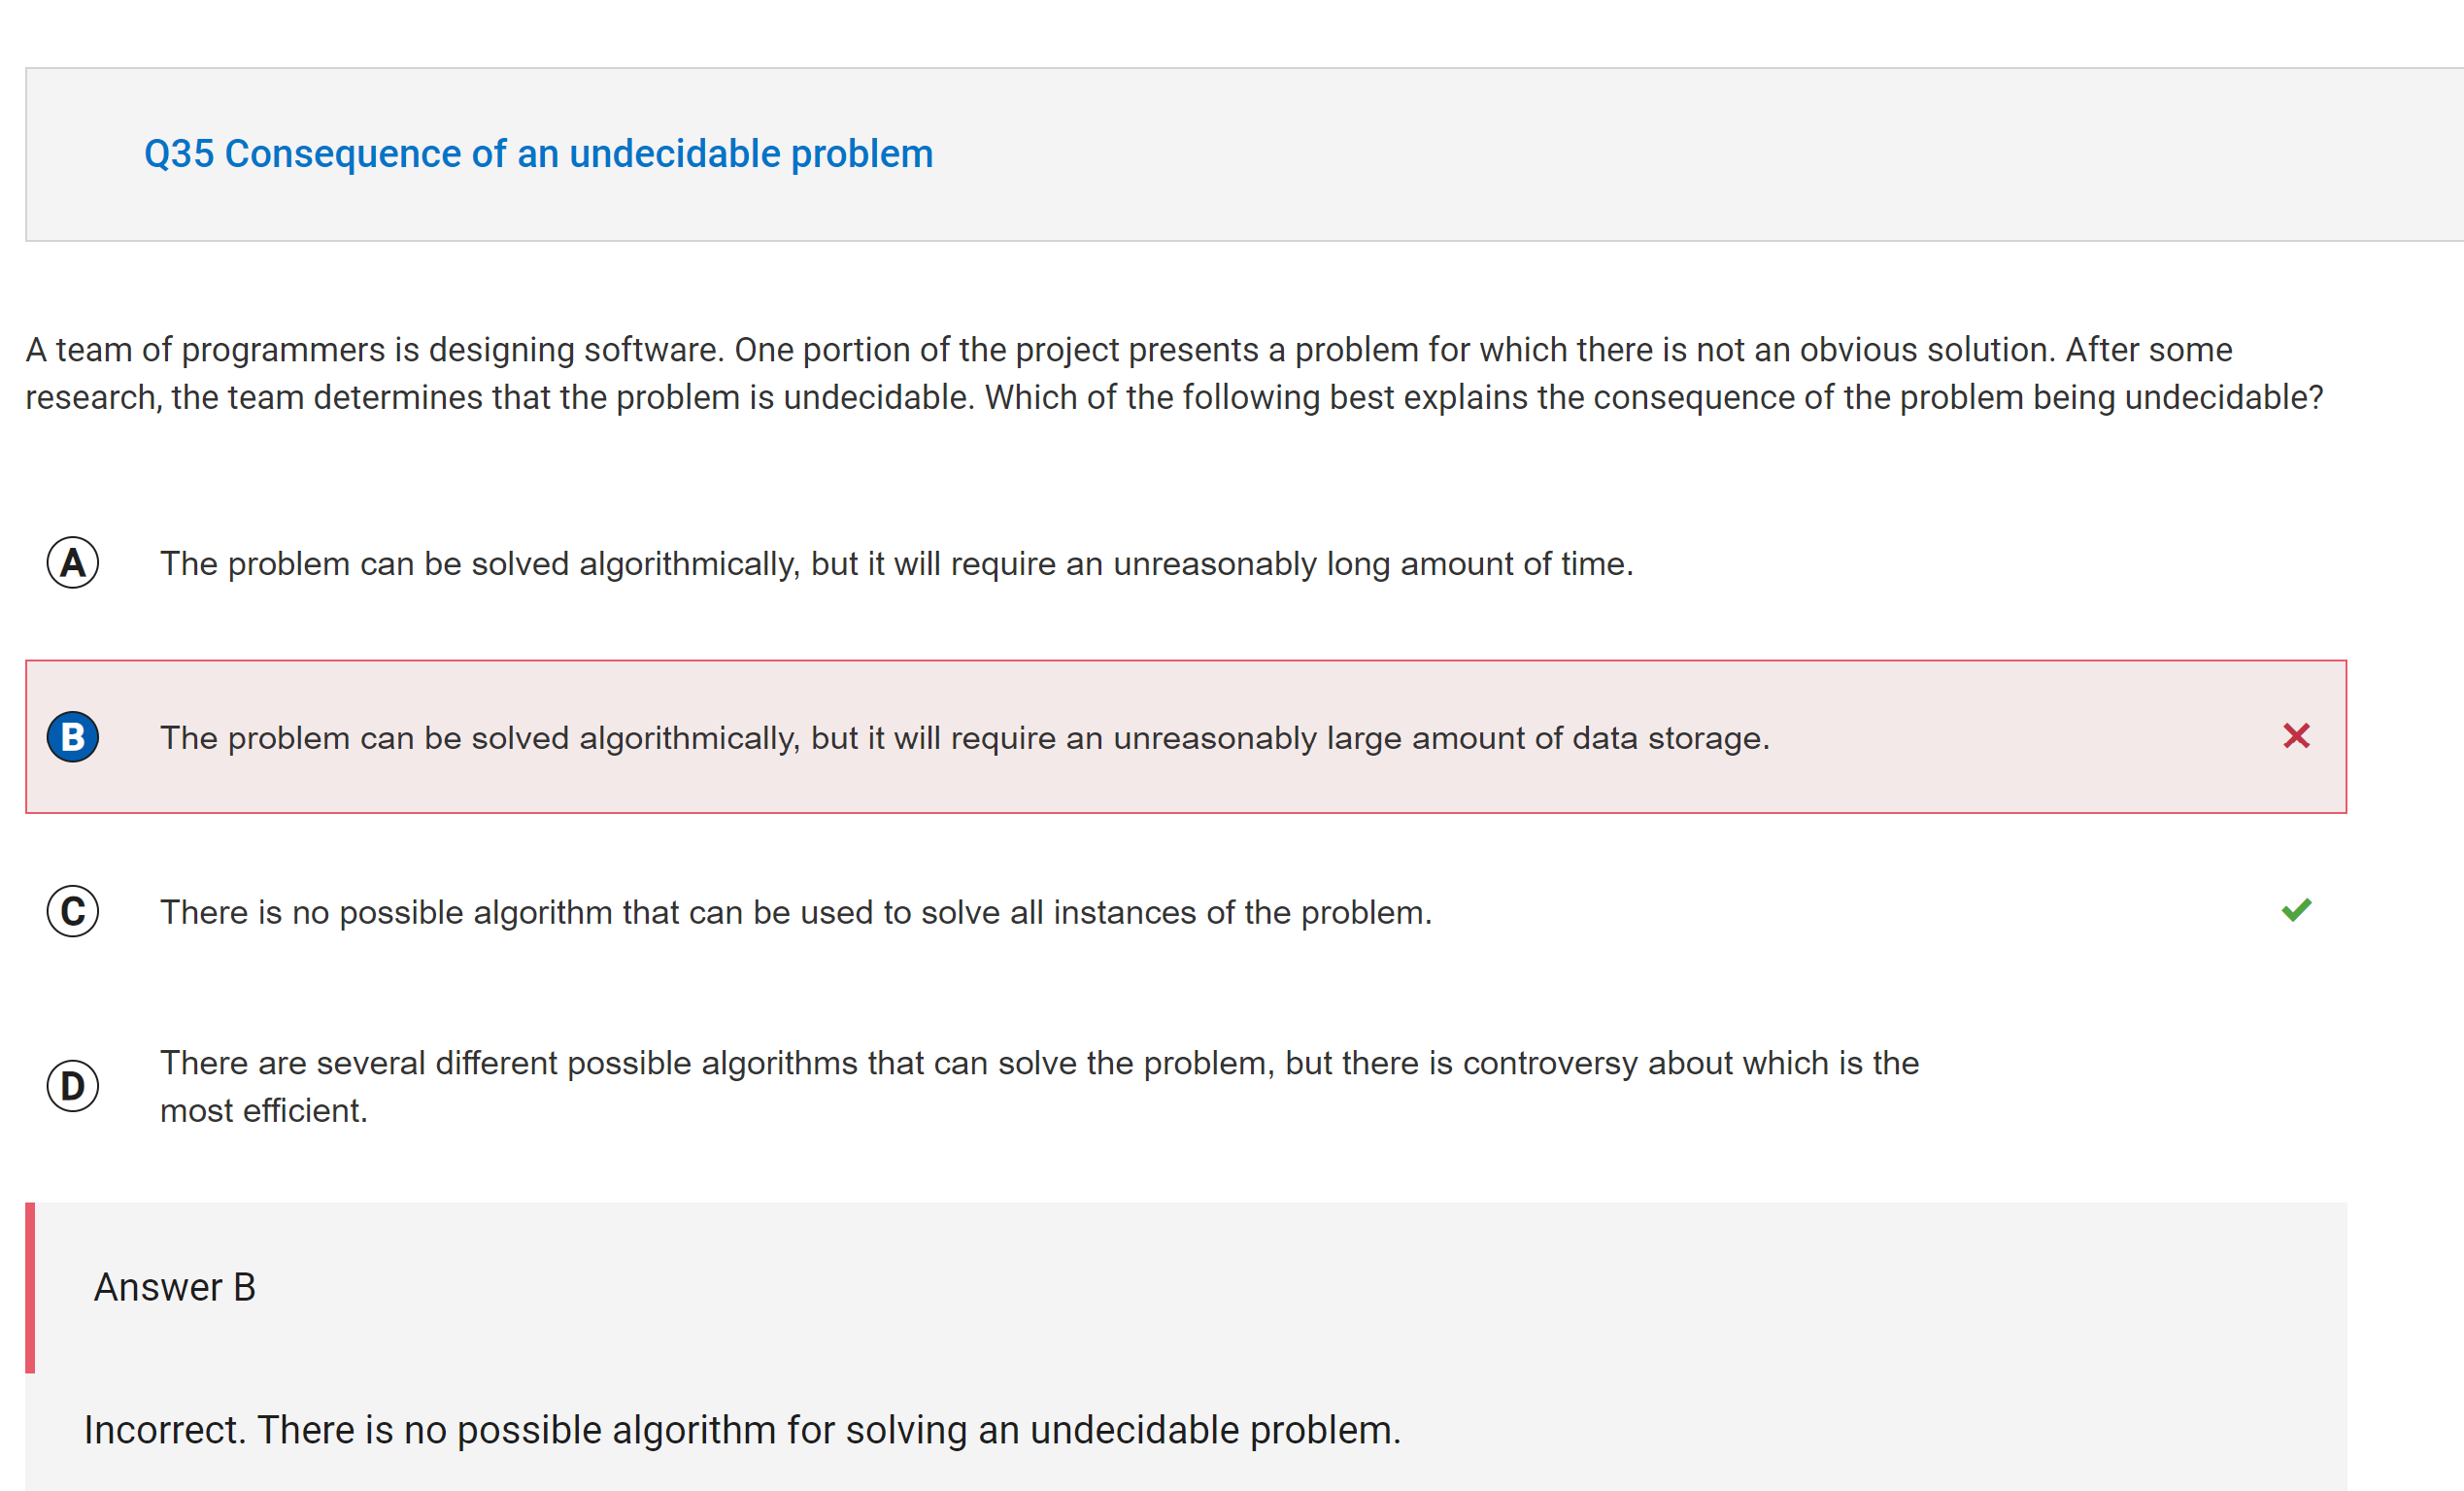 Q35 Consequence of an undecidable problem
A team of programmers is designing software. One portion of the project presents a problem for which there is not an obvious solution. After some
research, the team determines that the problem is undecidable. Which of the following best explains the consequence of the problem being undecidable?
A The problem can be solved algorithmically, but it will require an unreasonably long amount of time.
B The problem can be solved algorithmically, but it will require an unreasonably large amount of data storage.
C There is no possible algorithm that can be used to solve all instances of the problem.
D There are several different possible algorithms that can solve the problem, but there is controversy about which is the
most efficient.
Answer B
Incorrect. There is no possible algorithm for solving an undecidable problem.